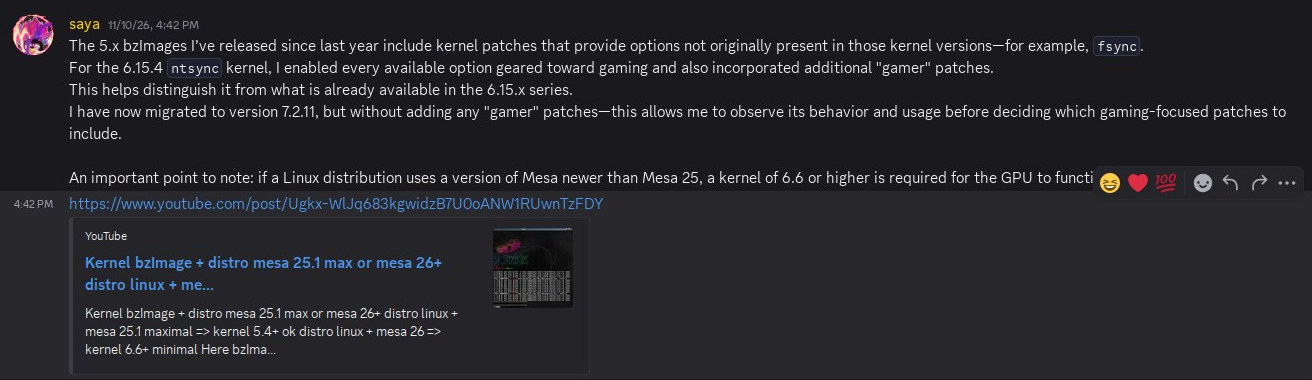 saya 11/10/26, 4:42 PM
The 5.x bzImages I've released since last year include kernel patches that provide options not originally present in those kernel versions—for example, fsync.
For the 6.15.4 ntsync kernel, I enabled every available option geared toward gaming and also incorporated additional "gamer" patches.
This helps distinguish it from what is already available in the 6.15.x series.
I have now migrated to version 7.2.11, but without adding any "gamer" patches—this allows me to observe its behavior and usage before deciding which gaming-focused patches to
include.
An important point to note: if a Linux distribution uses a version of Mesa newer than Mesa 25, a kernel of 6.6 or higher is required for the GPU to functi
4:42 PM https://www.youtube.com/post/Ugkx-WlJq683kgwidzB7U0oANW1RUwnTzFDY
YouTube
Kernel bzImage + distro mesa 25.1 max or mesa 26+
distro linux + me...
Kernel bzImage + distro mesa 25.1 max or mesa 26+ distro linux +
mesa 25.1 maximal => kernel 5.4+ ok distro linux + mesa 26 =>
kernel 6.6+ minimal Here bzIma...